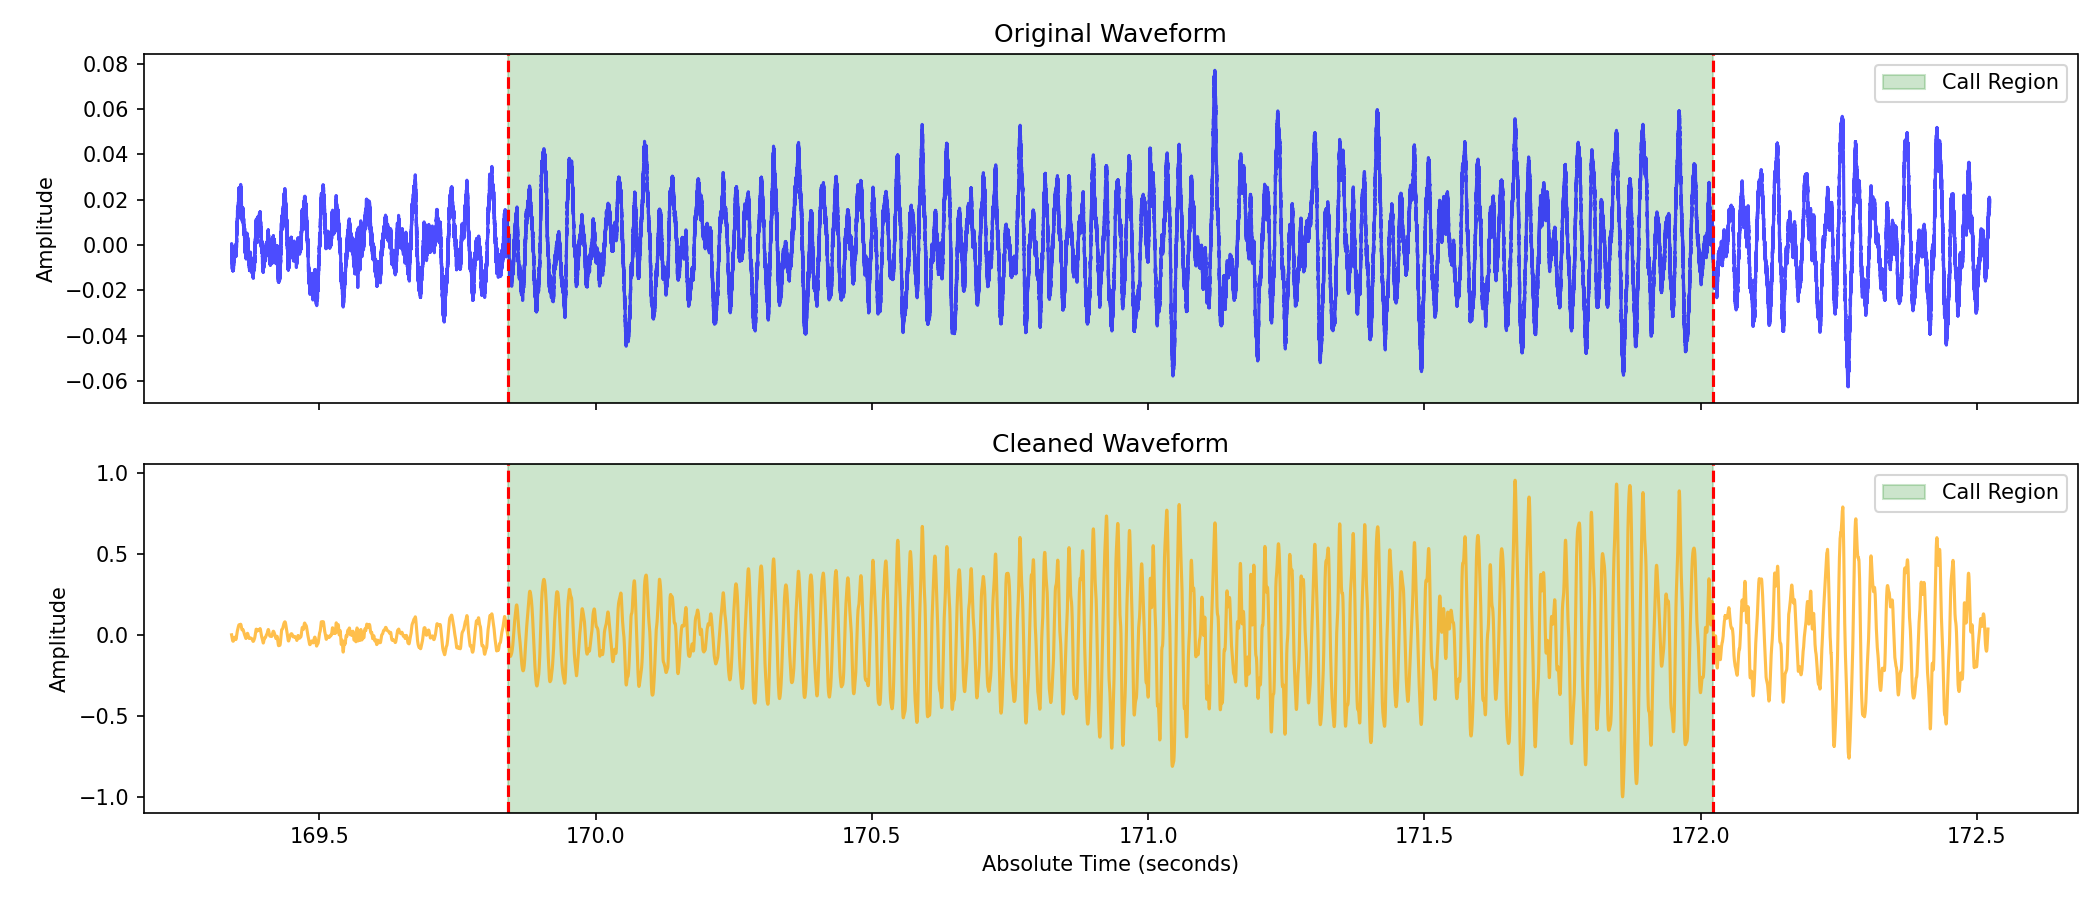 Original Waveform
Call Region
Amplitude
0.08
0.06
0.04
0.02
0.00
−0.02
−0.04
−0.06
Cleaned Waveform
Call Region
Amplitude
1.0
0.5
0.0
−0.5
−1.0
169.5 170.0 170.5 171.0 171.5 172.0 172.5
Absolute Time (seconds)